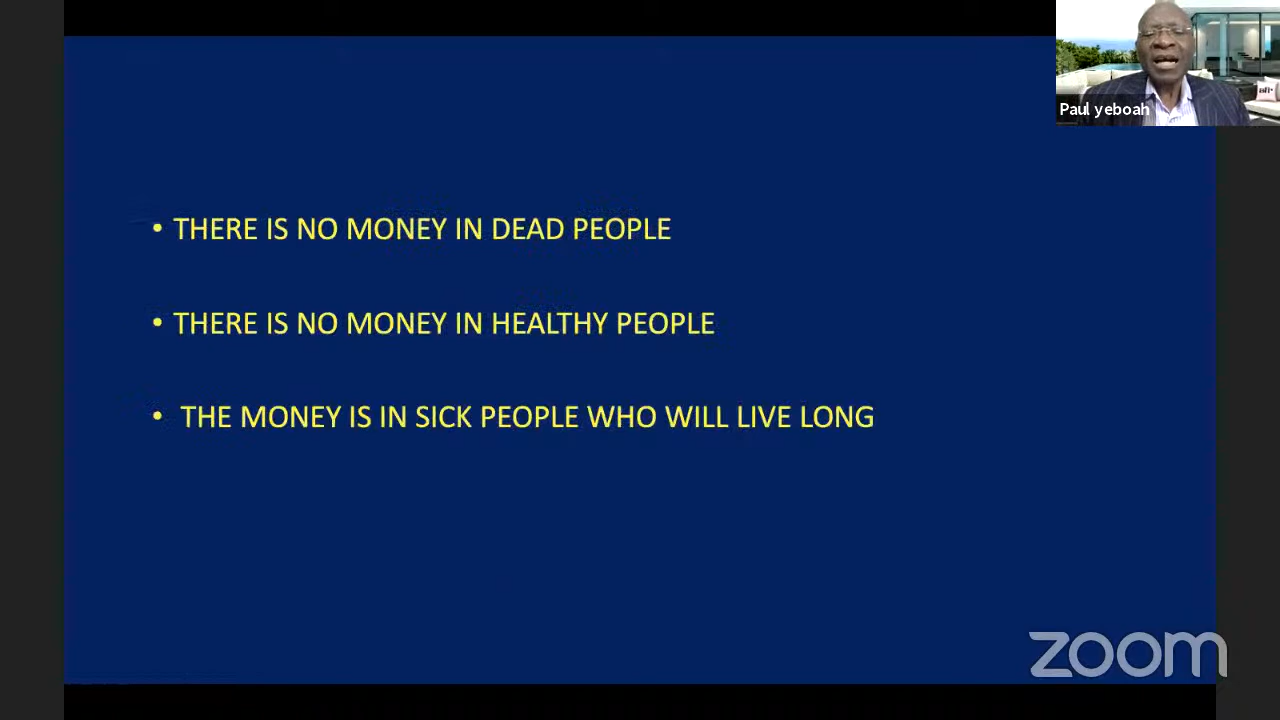 Paul yeboah
• THERE IS NO MONEY IN DEAD PEOPLE
• THERE IS NO MONEY IN HEALTHY PEOPLE
• THE MONEY IS IN SICK PEOPLE WHO WILL LIVE LONG
zoom